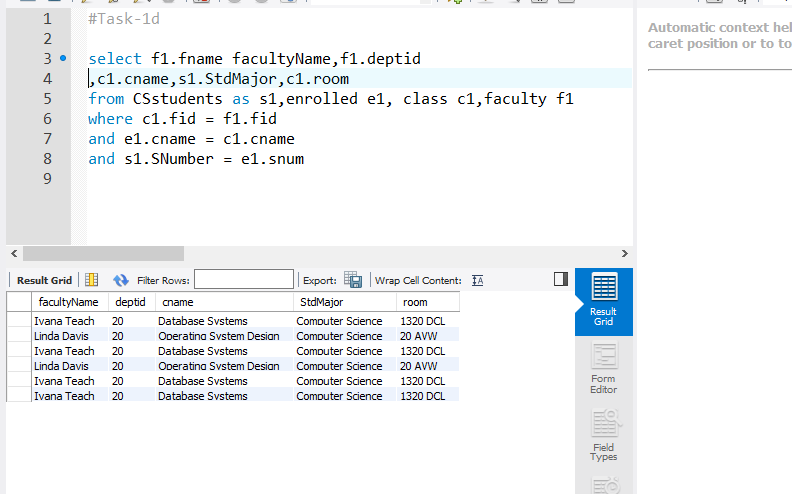 1 #Task-1d
2
3 select f1.fname facultyName,f1.deptid
4 ,c1.cname,s1.StdMajor,c1.room
5 from CSstudents as s1,enrolled e1, class c1,faculty f1
6 where c1.fid = f1.fid
7 and e1.cname = c1.cname
8 and s1.SNumber = e1.snum
9
Automatic context hel
caret position or to to
Result Grid Filter Rows: Export: Wrap Cell Content:
facultyName deptid cname StdMajor room
Ivana Teach 20 Database Systems Computer Science 1320 DCL
Linda Davis 20 Operating System Design Computer Science 20 AVW
Ivana Teach 20 Database Systems Computer Science 1320 DCL
Linda Davis 20 Operating System Design Computer Science 20 AVW
Ivana Teach 20 Database Systems Computer Science 1320 DCL
Ivana Teach 20 Database Systems Computer Science 1320 DCL
Result
Grid
Form
Editor
Field
Types